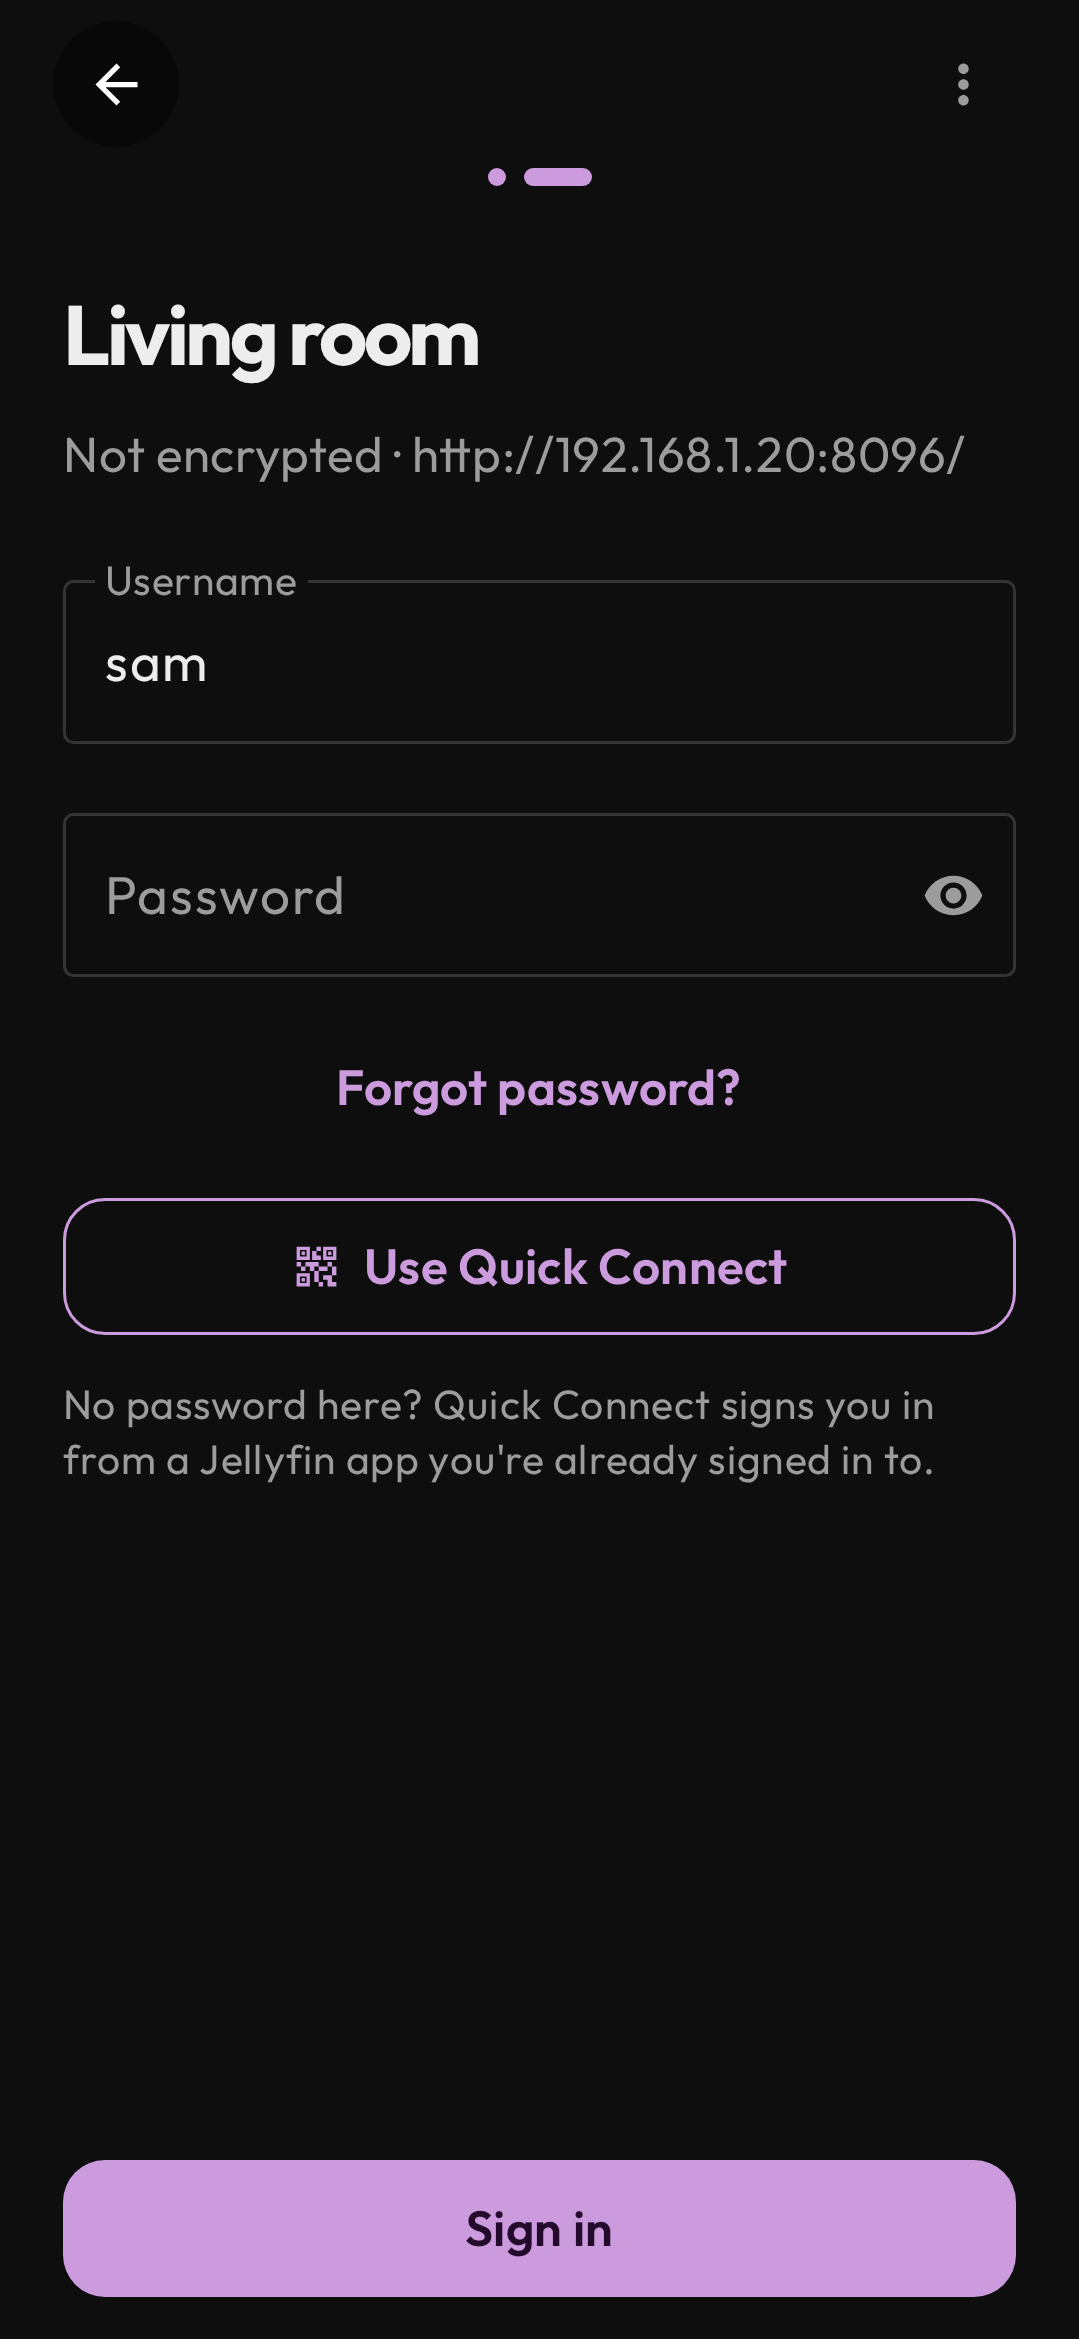 Living room
Not encrypted · http://192.168.1.20:8096/
Username
sam
Password
Forgot password?
Use Quick Connect
No password here? Quick Connect signs you in
from a Jellyfin app you're already signed in to.
Sign in